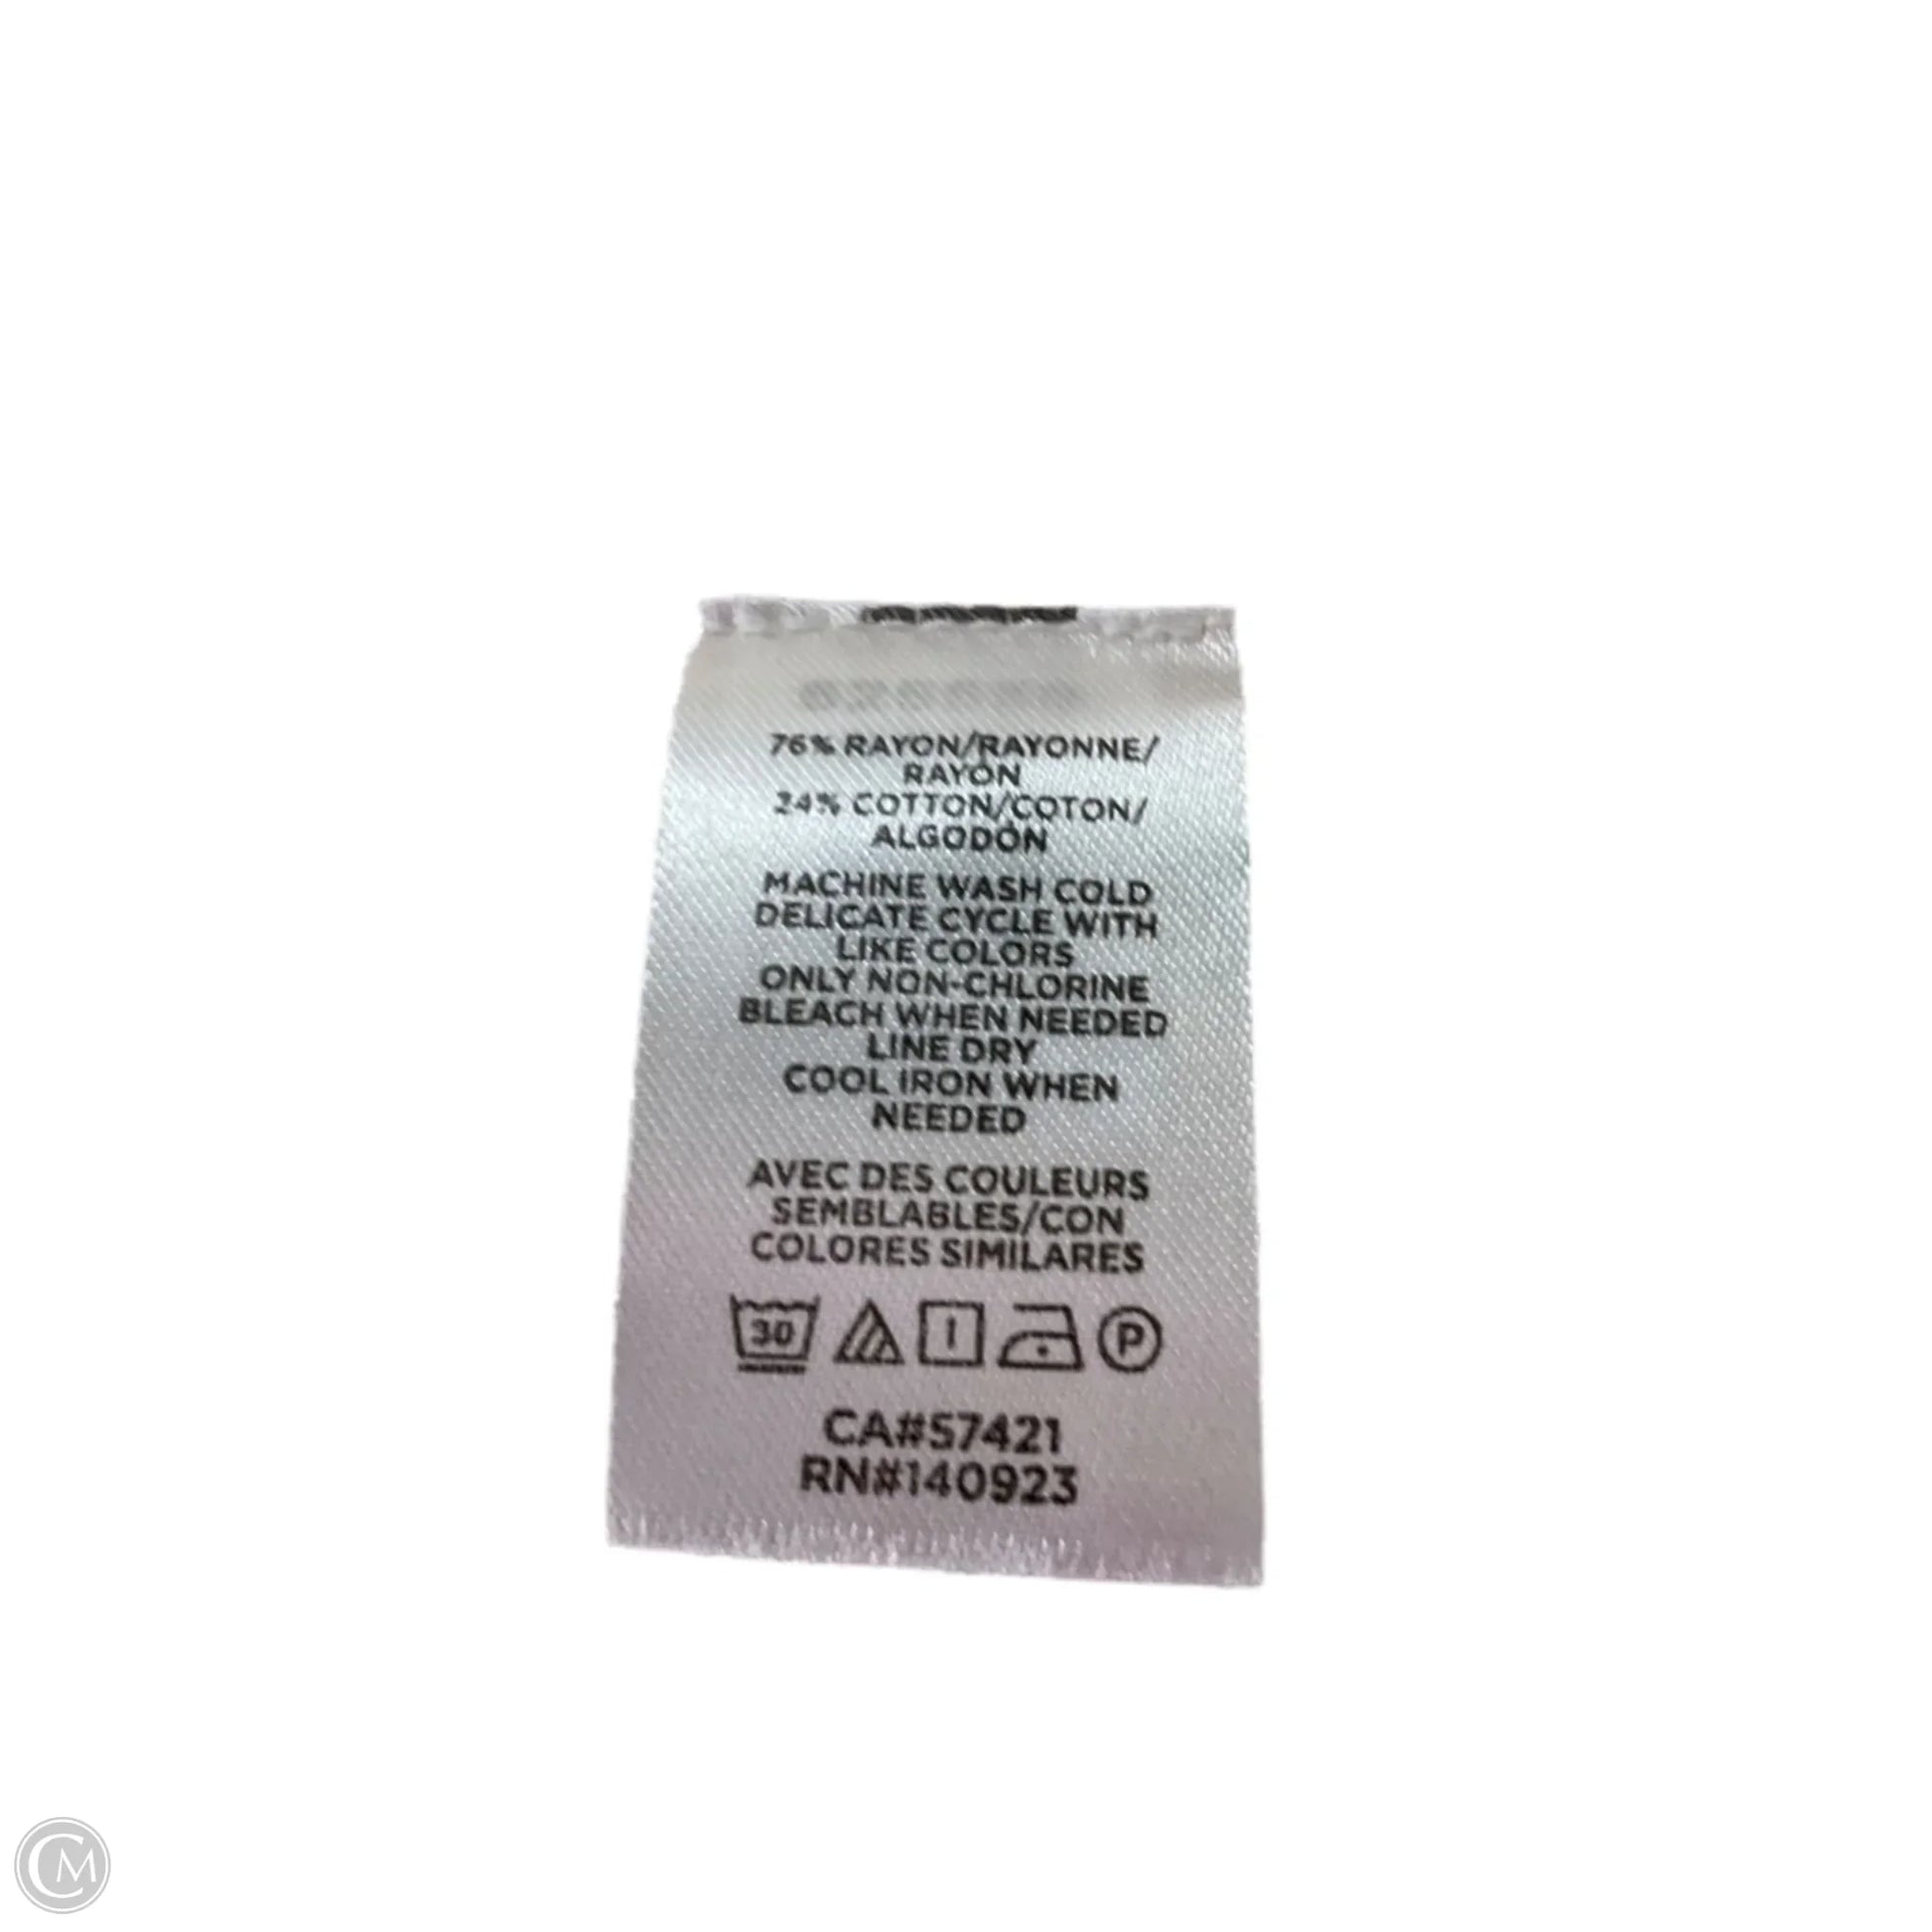 76% RAYON/RAYONNE/
RAYÓN
24% COTTON/COTON/
ALGODÓN
MACHINE WASH COLD
DELICATE CYCLE WITH
LIKE COLORS
ONLY NON-CHLORINE
BLEACH WHEN NEEDED
LINE DRY
COOL IRON WHEN
NEEDED
AVEC DES COULEURS
SEMBLABLES/CON
COLORES SIMILARES
30 P
CA#57421
RN#140923
CM